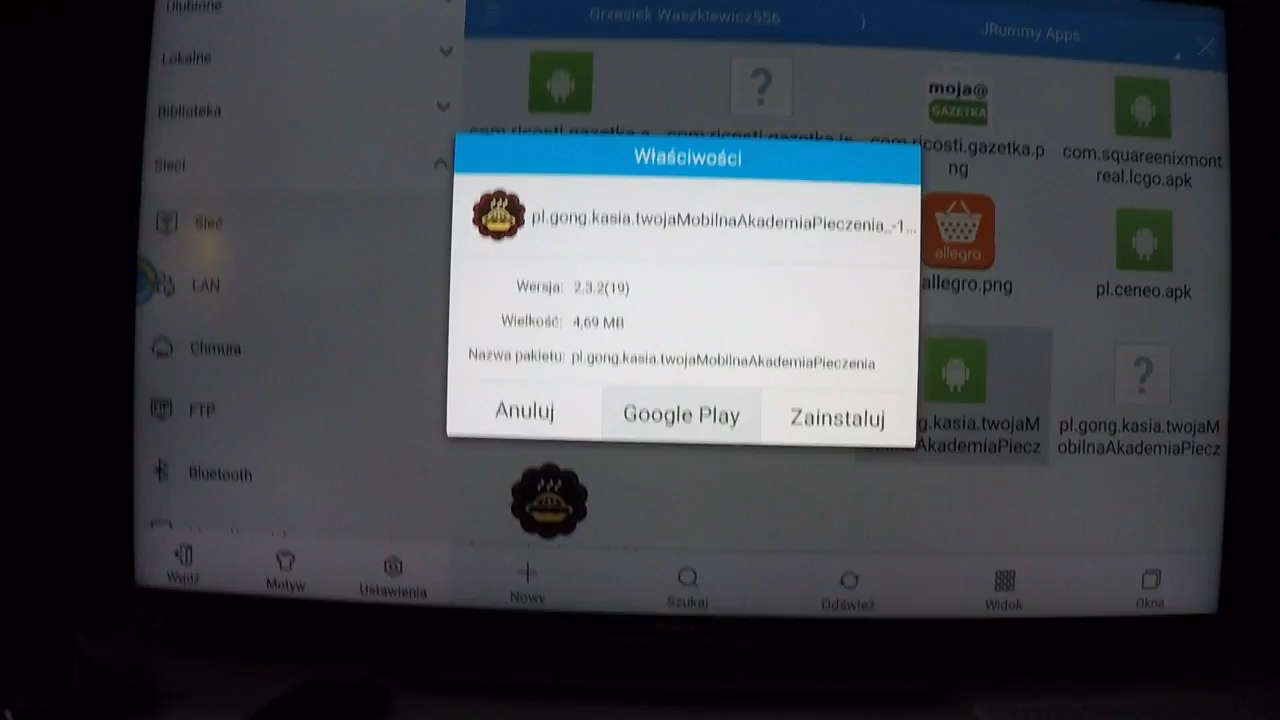 Ulubione
Lokalne
Biblioteka
Sieci
Sieć
LAN
Chmura
FTP
Bluetooth
Wyjdź
Motyw
Ustawienia
Grzesiek Waszkiewicz556
JRummy Apps
?
moja@
GAZETKA
com.ricosti.gazetka.p
ng
com.squareenixmont
real.lcgo.apk
allegro
allegro.png
pl.ceneo.apk
g.kasia.twojaM
AkademiaPiecz
?
pl.gong.kasia.twojaM
obilnaAkademiaPiecz
Właściwości
pl.gong.kasia.twojaMobilnaAkademiaPieczenia_-1...
Wersja: 2.3.2(19)
Wielkość: 4,69 MB
Nazwa pakietu: pl.gong.kasia.twojaMobilnaAkademiaPieczenia
Anuluj
Google Play
Zainstaluj
Nowy
Szukaj
Odśwież
Widok
Okna